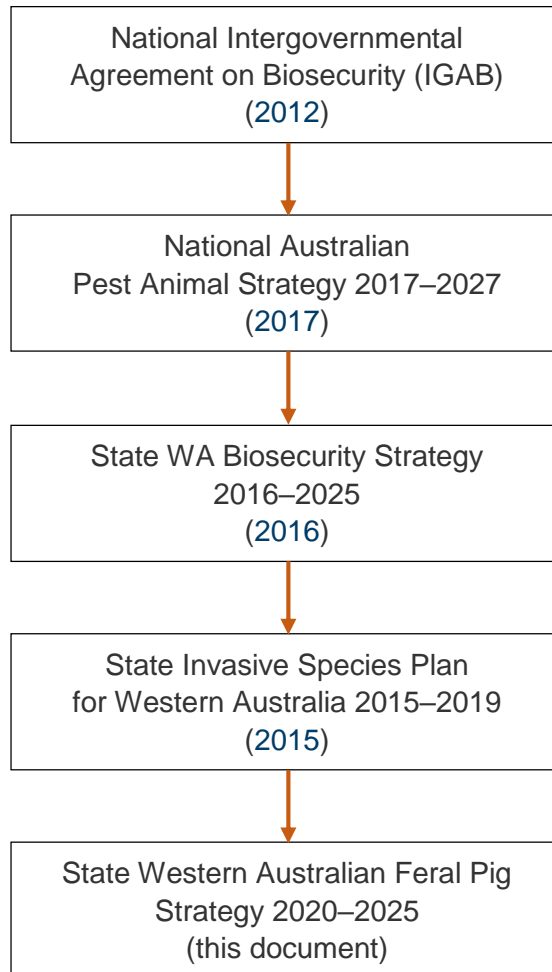 National Intergovernmental
Agreement on Biosecurity (IGAB)
(2012)
National Australian
Pest Animal Strategy 2017–2027
(2017)
State WA Biosecurity Strategy
2016–2025
(2016)
State Invasive Species Plan
for Western Australia 2015–2019
(2015)
State Western Australian Feral Pig
Strategy 2020–2025
(this document)